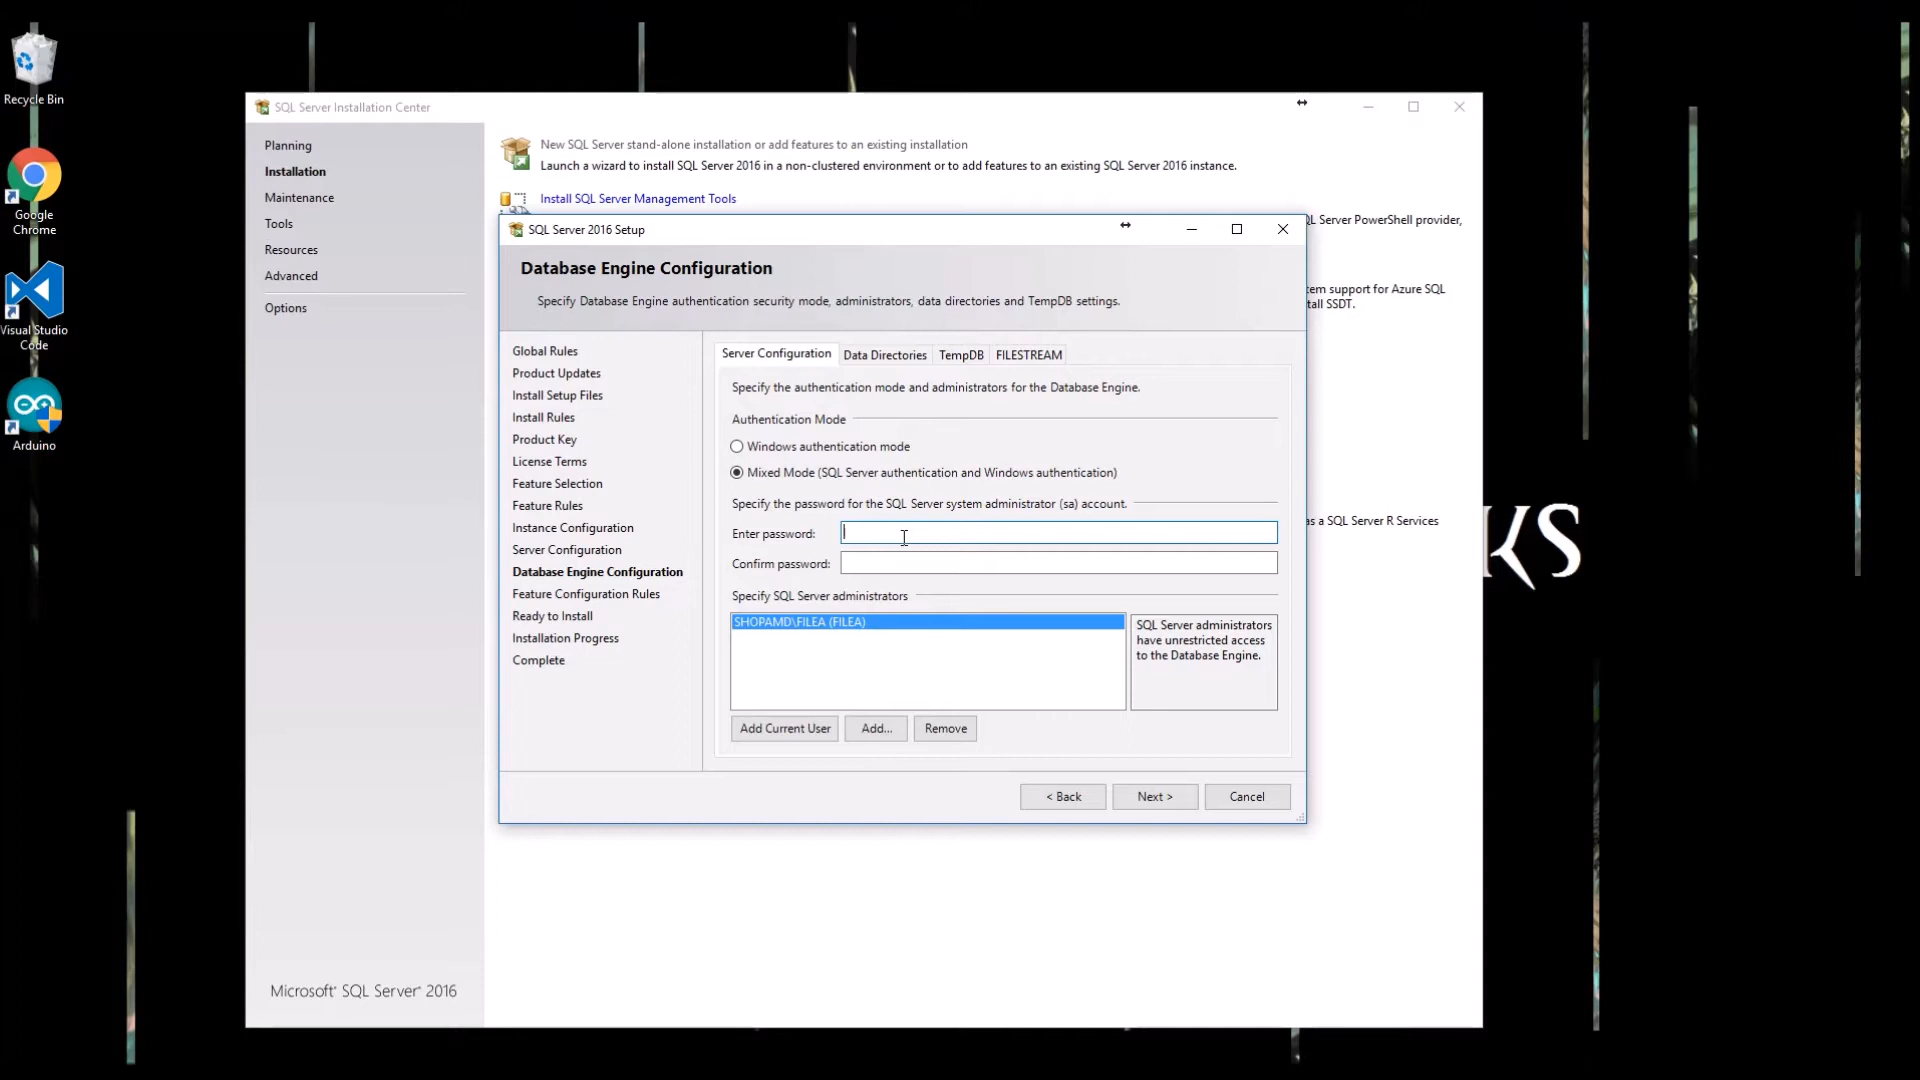 Recycle Bin
Google
Chrome
Visual Studio
Code
Arduino
SQL Server Installation Center
Planning
Installation
Maintenance
Tools
Resources
Advanced
Options
Microsoft® SQL Server® 2016
New SQL Server stand-alone installation or add features to an existing installation
Launch a wizard to install SQL Server 2016 in a non-clustered environment or to add features to an existing SQL Server 2016 instance.
Install SQL Server Management Tools
QL Server PowerShell provider,
tem support for Azure SQL
tall SSDT.
as a SQL Server R Services
KS
SQL Server 2016 Setup
Database Engine Configuration
Specify Database Engine authentication security mode, administrators, data directories and TempDB settings.
Global Rules
Product Updates
Install Setup Files
Install Rules
Product Key
License Terms
Feature Selection
Feature Rules
Instance Configuration
Server Configuration
Database Engine Configuration
Feature Configuration Rules
Ready to Install
Installation Progress
Complete
Server Configuration Data Directories TempDB FILESTREAM
Specify the authentication mode and administrators for the Database Engine.
Authentication Mode
Windows authentication mode
Mixed Mode (SQL Server authentication and Windows authentication)
Specify the password for the SQL Server system administrator (sa) account.
Enter password:
Confirm password:
Specify SQL Server administrators
SHOPAMD\FILEA (FILEA)
SQL Server administrators
have unrestricted access
to the Database Engine.
Add Current User Add... Remove
< Back Next > Cancel